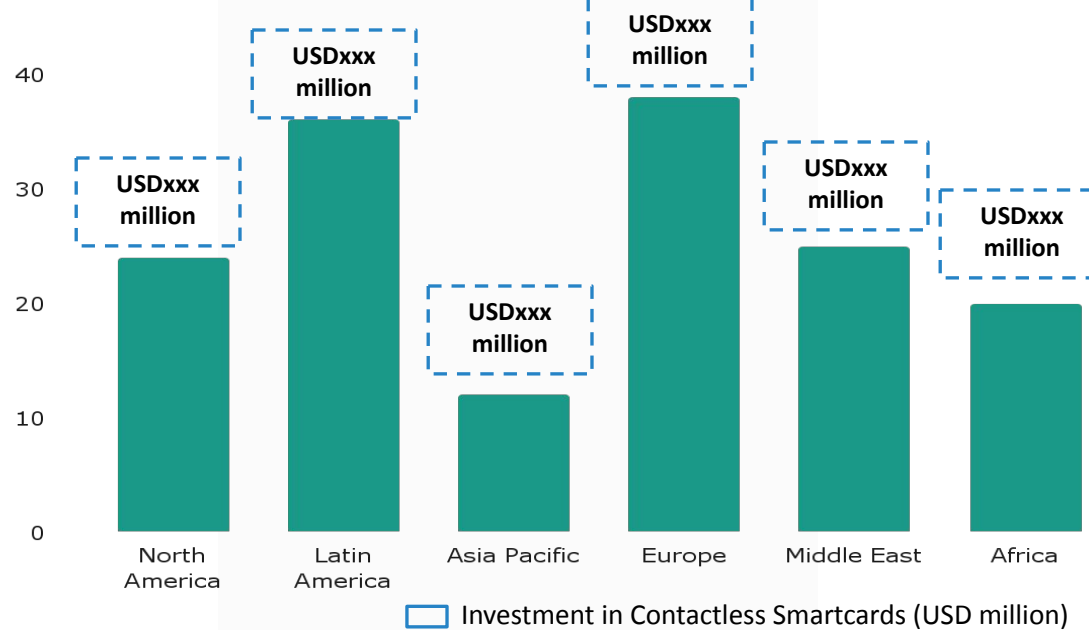 USDxxx
million
USDxxx
million
40
USDxxx
million
30
USDxxx
million
USDxxx
million
20
USDxxx
million
10
0
North
America
Latin
America
Asia Pacific
Europe
Middle East
Africa
Investment in Contactless Smartcards (USD million)